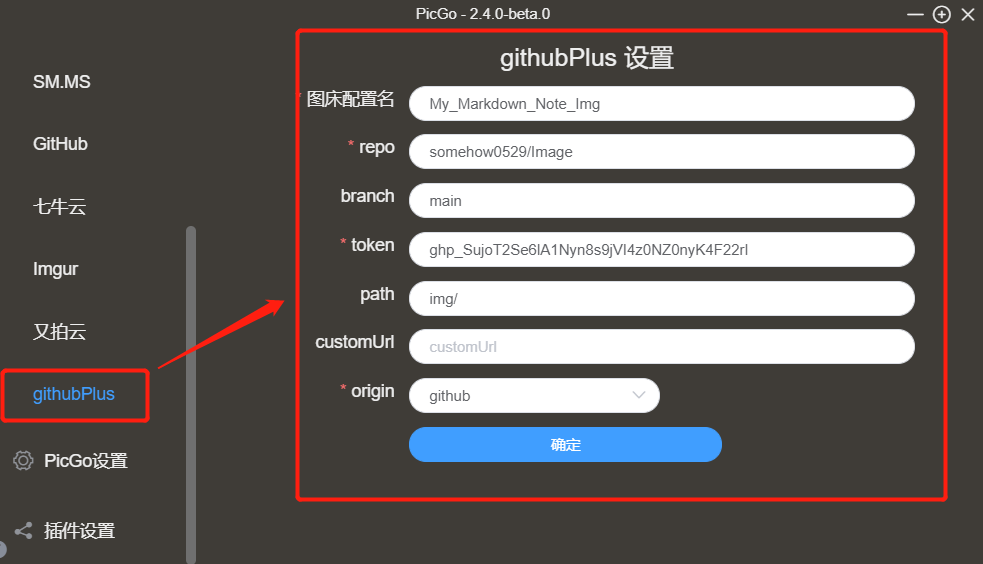 PicGo - 2.4.0-beta.0
SM.MS
GitHub
七牛云
Imgur
又拍云
githubPlus
PicGo设置
插件设置
githubPlus 设置
* 图床配置名
My_Markdown_Note_Img
* repo
somehow0529/Image
branch
main
* token
path
img/
customUrl
customUrl
* origin
github
确定